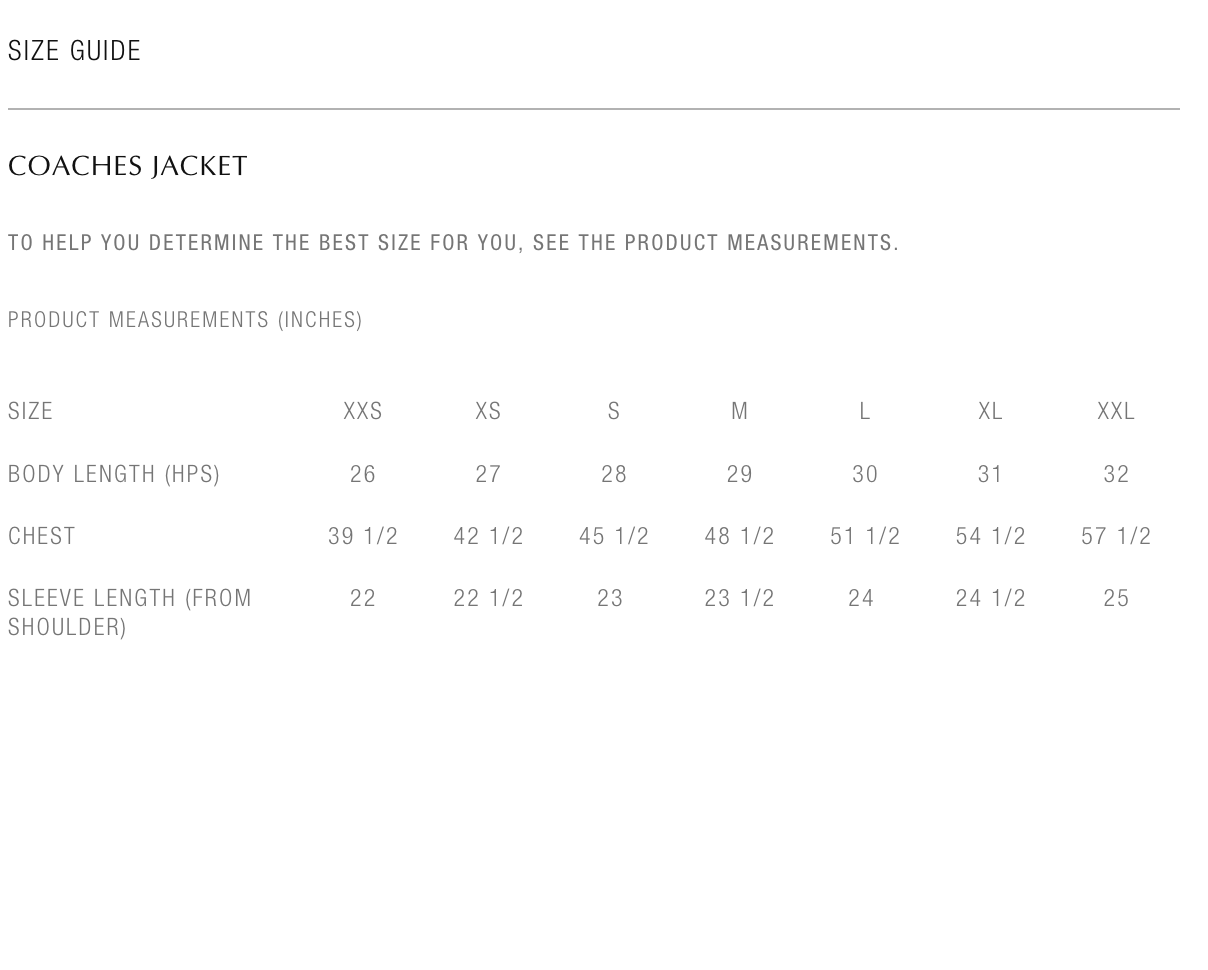 SIZE GUIDE
COACHES JACKET
TO HELP YOU DETERMINE THE BEST SIZE FOR YOU, SEE THE PRODUCT MEASUREMENTS.
PRODUCT MEASUREMENTS (INCHES)
SIZE XXS XS S M L XL XXL
BODY LENGTH (HPS) 26 27 28 29 30 31 32
CHEST 39 1/2 42 1/2 45 1/2 48 1/2 51 1/2 54 1/2 57 1/2
SLEEVE LENGTH (FROM 22 22 1/2 23 23 1/2 24 24 1/2 25
SHOULDER)